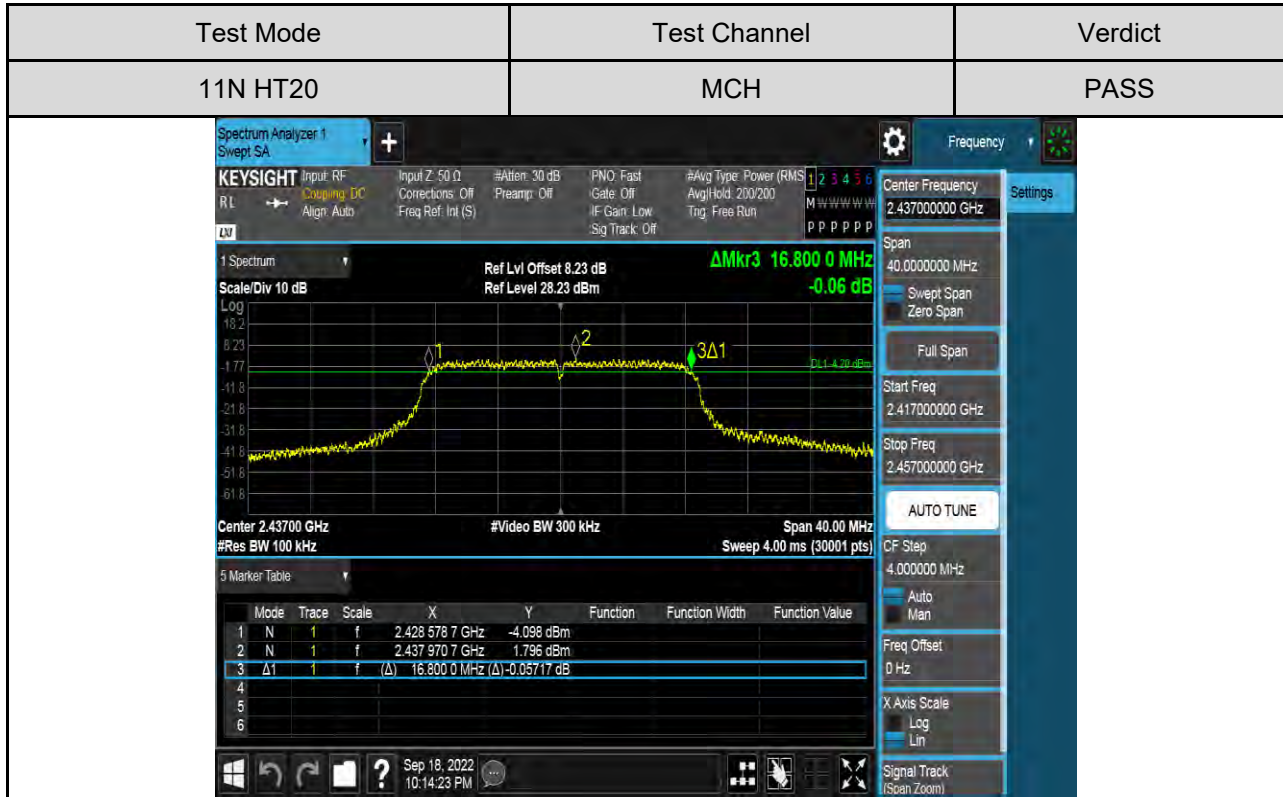 Test Mode Test Channel Verdict
11N HT20 MCH PASS
Spectrum Analyzer 1
Swept SA
+
Frequency
KEYSIGHT
RL
LXI
Input: RF
Coupling: DC
Align: Auto
Input Z: 50 Ω
Corrections: Off
Freq Ref: Int (S)
#Atten: 30 dB
Preamp: Off
PNO: Fast
Gate: Off
IF Gain: Low
Sig Track: Off
#Avg Type: Power (RMS
Avg|Hold: 200/200
Trig: Free Run
1 2 3 4 5 6
M W W W W W
P P P P P P
1 Spectrum
Scale/Div 10 dB
Ref Lvl Offset 8.23 dB
Ref Level 28.23 dBm
ΔMkr3 16.800 0 MHz
-0.06 dB
Log
18.2
8.23
-1.77
-11.8
-21.8
-31.8
-41.8
-51.8
-61.8
1
2
3Δ1
DL1 -4.20 dBm
Center 2.43700 GHz
#Res BW 100 kHz
#Video BW 300 kHz
Span 40.00 MHz
Sweep 4.00 ms (30001 pts)
5 Marker Table
Mode Trace Scale X Y Function Function Width Function Value
1 N 1 f 2.428 578 7 GHz -4.098 dBm
2 N 1 f 2.437 970 7 GHz 1.796 dBm
3 Δ1 1 f (Δ) 16.800 0 MHz (Δ) -0.05717 dB
4
5
6
?
Sep 18, 2022
10:14:23 PM
Center Frequency
2.437000000 GHz
Settings
Span
40.0000000 MHz
Swept Span
Zero Span
Full Span
Start Freq
2.417000000 GHz
Stop Freq
2.457000000 GHz
AUTO TUNE
CF Step
4.000000 MHz
Auto
Man
Freq Offset
0 Hz
X Axis Scale
Log
Lin
Signal Track
(Span Zoom)